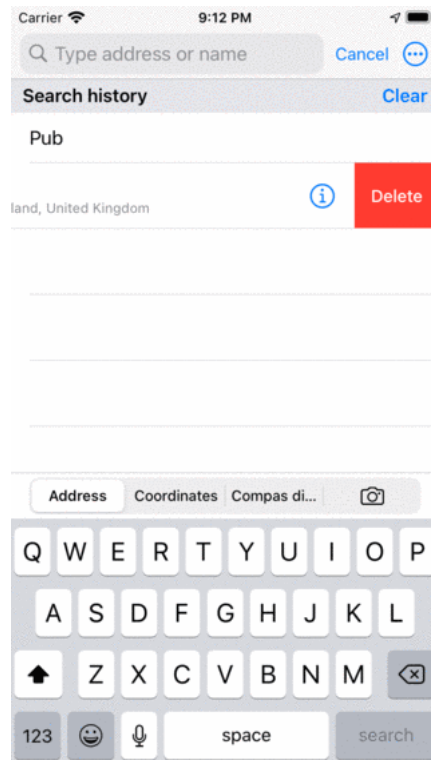 Carrier 9:12 PM
Type address or name Cancel
Search history Clear
Pub
land, United Kingdom Delete
Address Coordinates Compas di...
Q W E R T Y U I O P
A S D F G H J K L
Z X C V B N M
123 space search